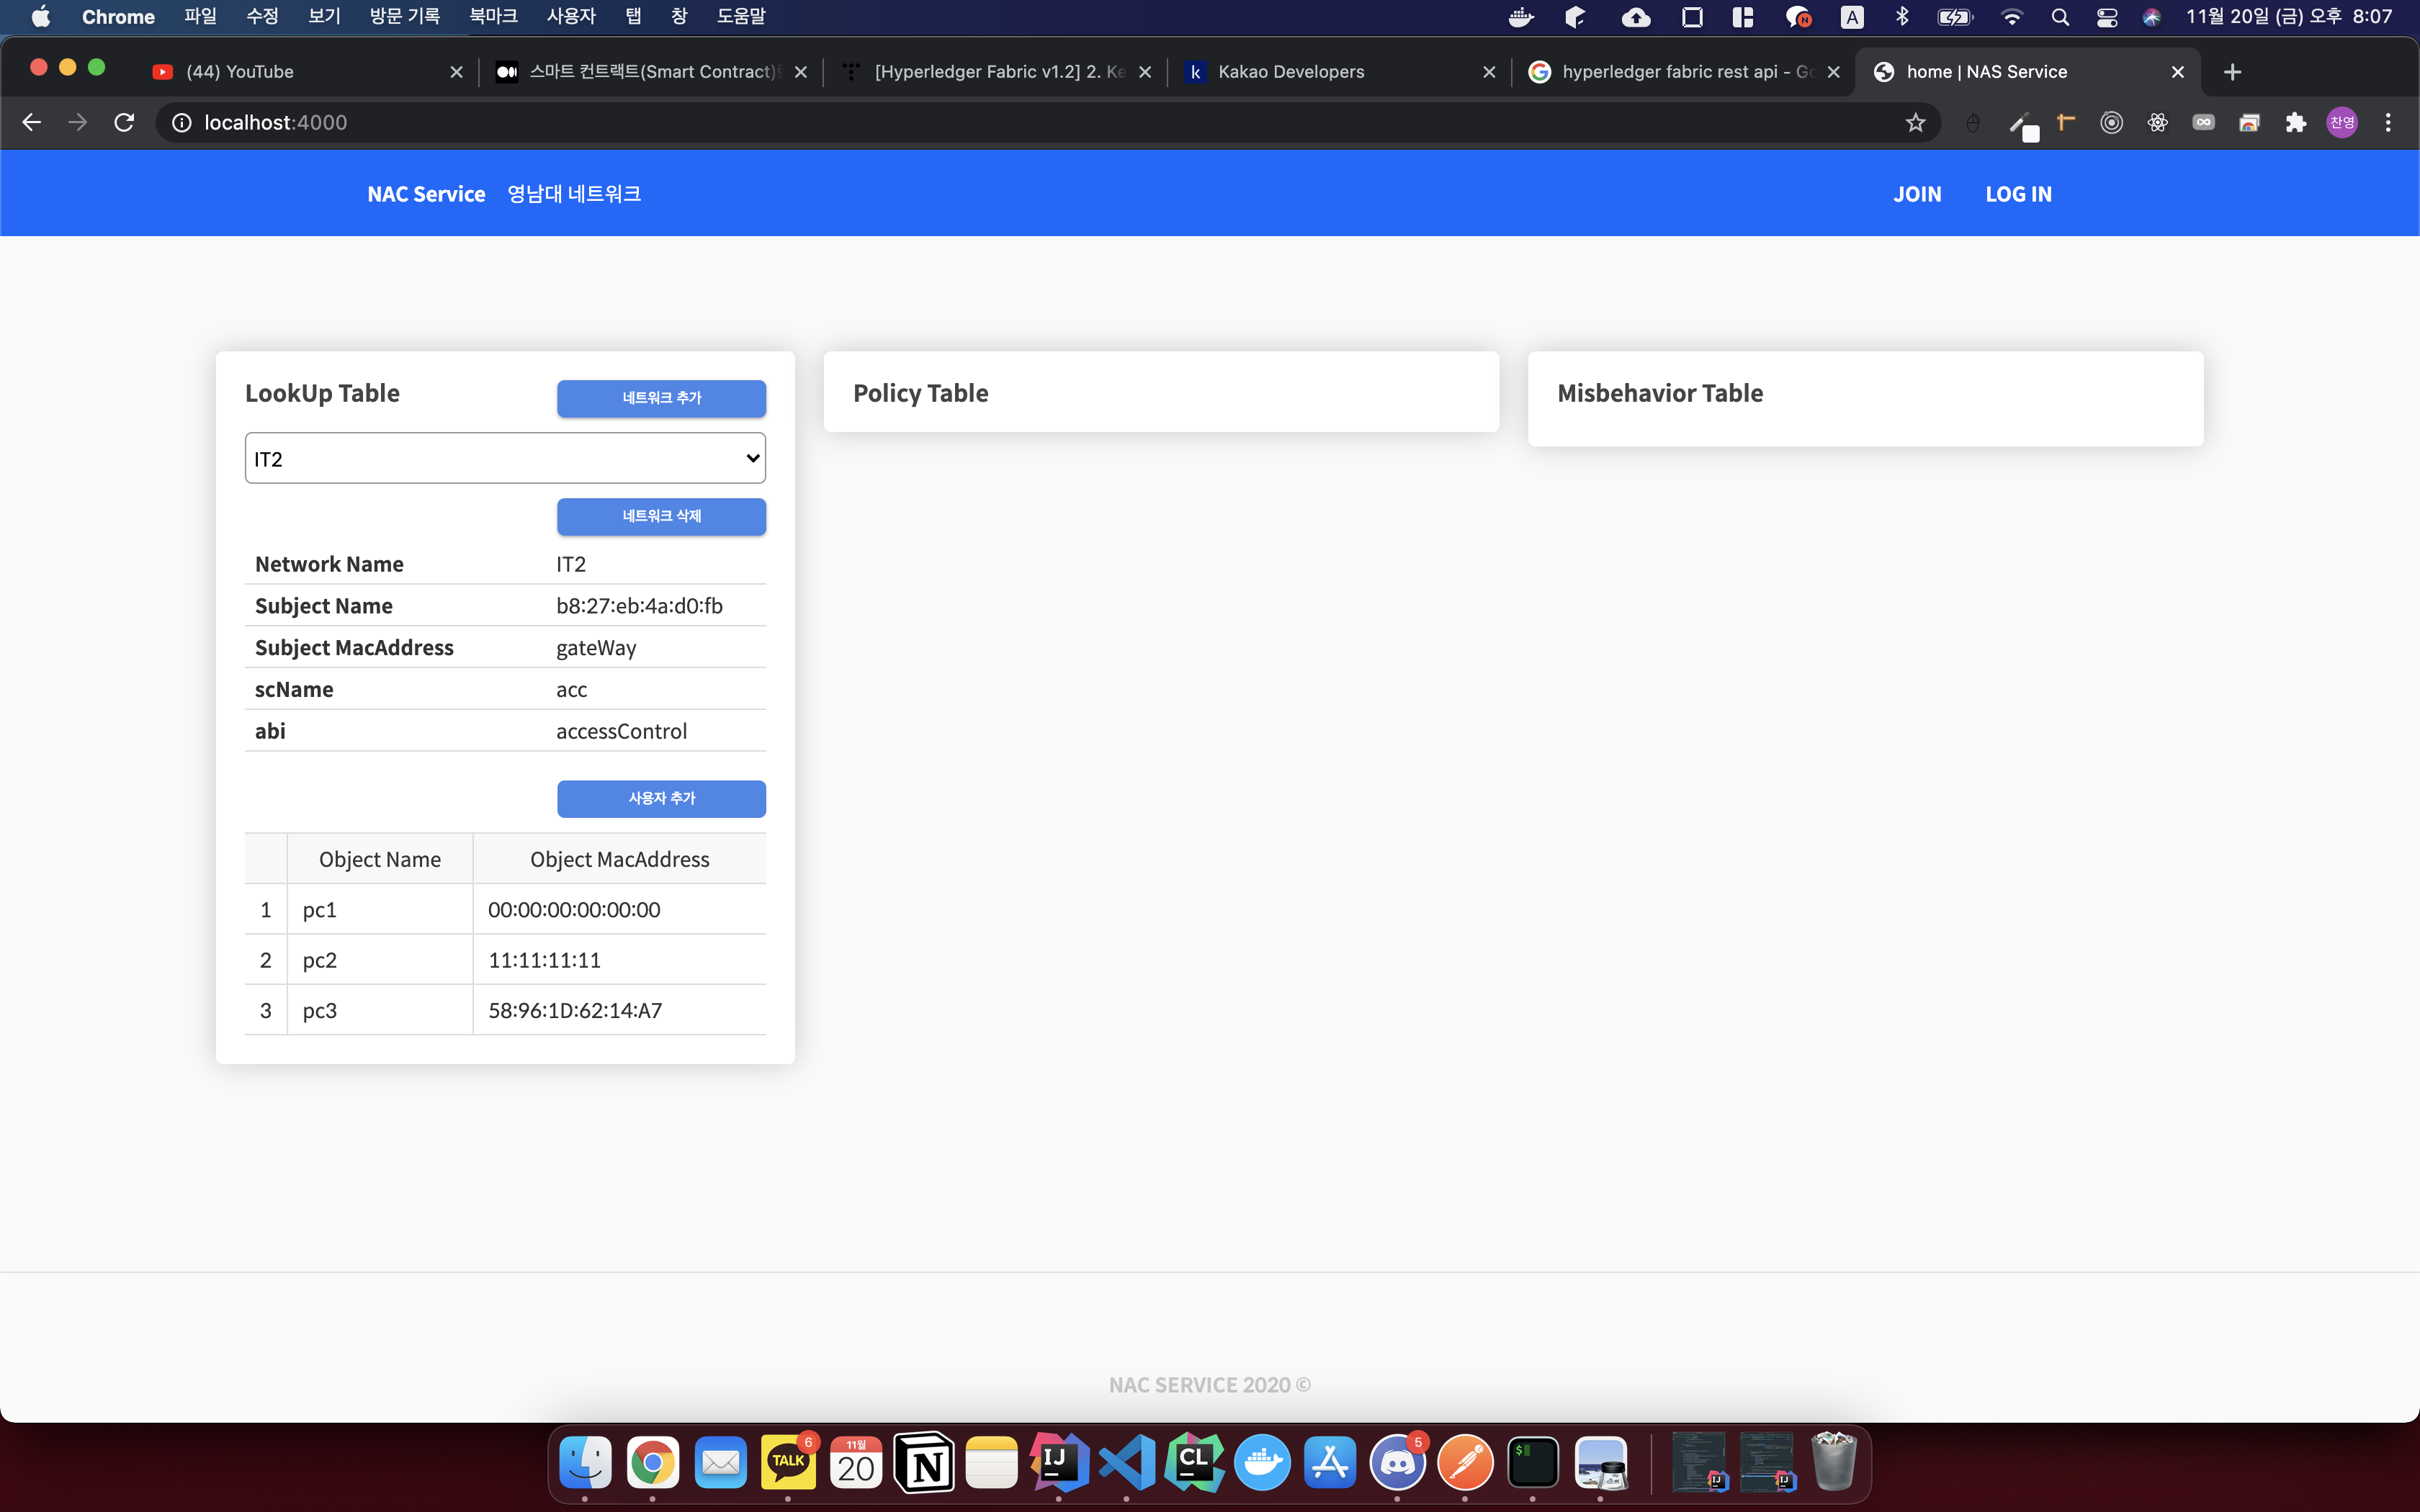 Chrome 파일 수정 보기 방문 기록 북마크 사용자 탭 창 도움말 A 11월 20일 (금) 오후 8:07
(44) YouTube 스마트 컨트랙트(Smart Contract) [Hyperledger Fabric v1.2] 2. Ke Kakao Developers hyperledger fabric rest api - Go home | NAS Service
localhost:4000 찬영
NAC Service 영남대 네트워크 JOIN LOG IN
LookUp Table 네트워크 추가
IT2
네트워크 삭제
Network Name IT2
Subject Name b8:27:eb:4a:d0:fb
Subject MacAddress gateWay
scName acc
abi accessControl
사용자 추가
Object Name Object MacAddress
1 pc1 00:00:00:00:00:00
2 pc2 11:11:11:11
3 pc3 58:96:1D:62:14:A7
Policy Table
Misbehavior Table
NAC SERVICE 2020 ©
TALK 6 11월 20 IJ CL 5 $